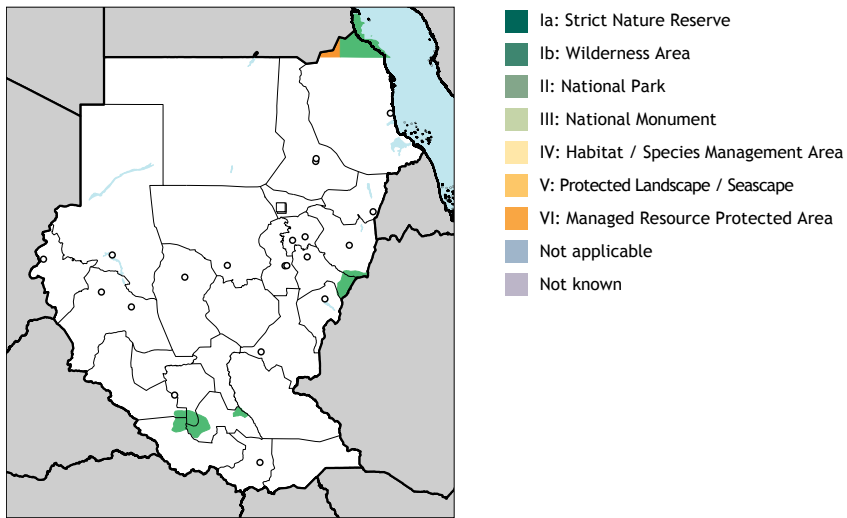 Ia: Strict Nature Reserve
Ib: Wilderness Area
II: National Park
III: National Monument
IV: Habitat / Species Management Area
V: Protected Landscape / Seascape
VI: Managed Resource Protected Area
Not applicable
Not known